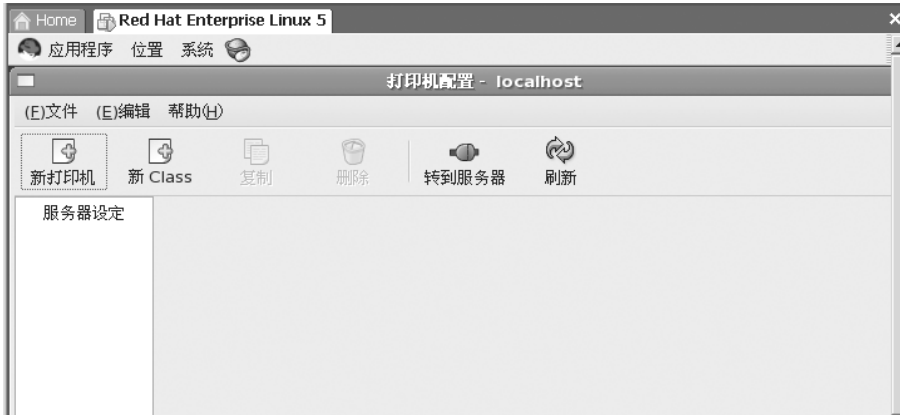 Home Red Hat Enterprise Linux 5
应用程序 位置 系统
打印机配置 - localhost
(F)文件 (E)编辑 帮助(H)
新打印机 新 Class 复制 删除 转到服务器 刷新
服务器设定